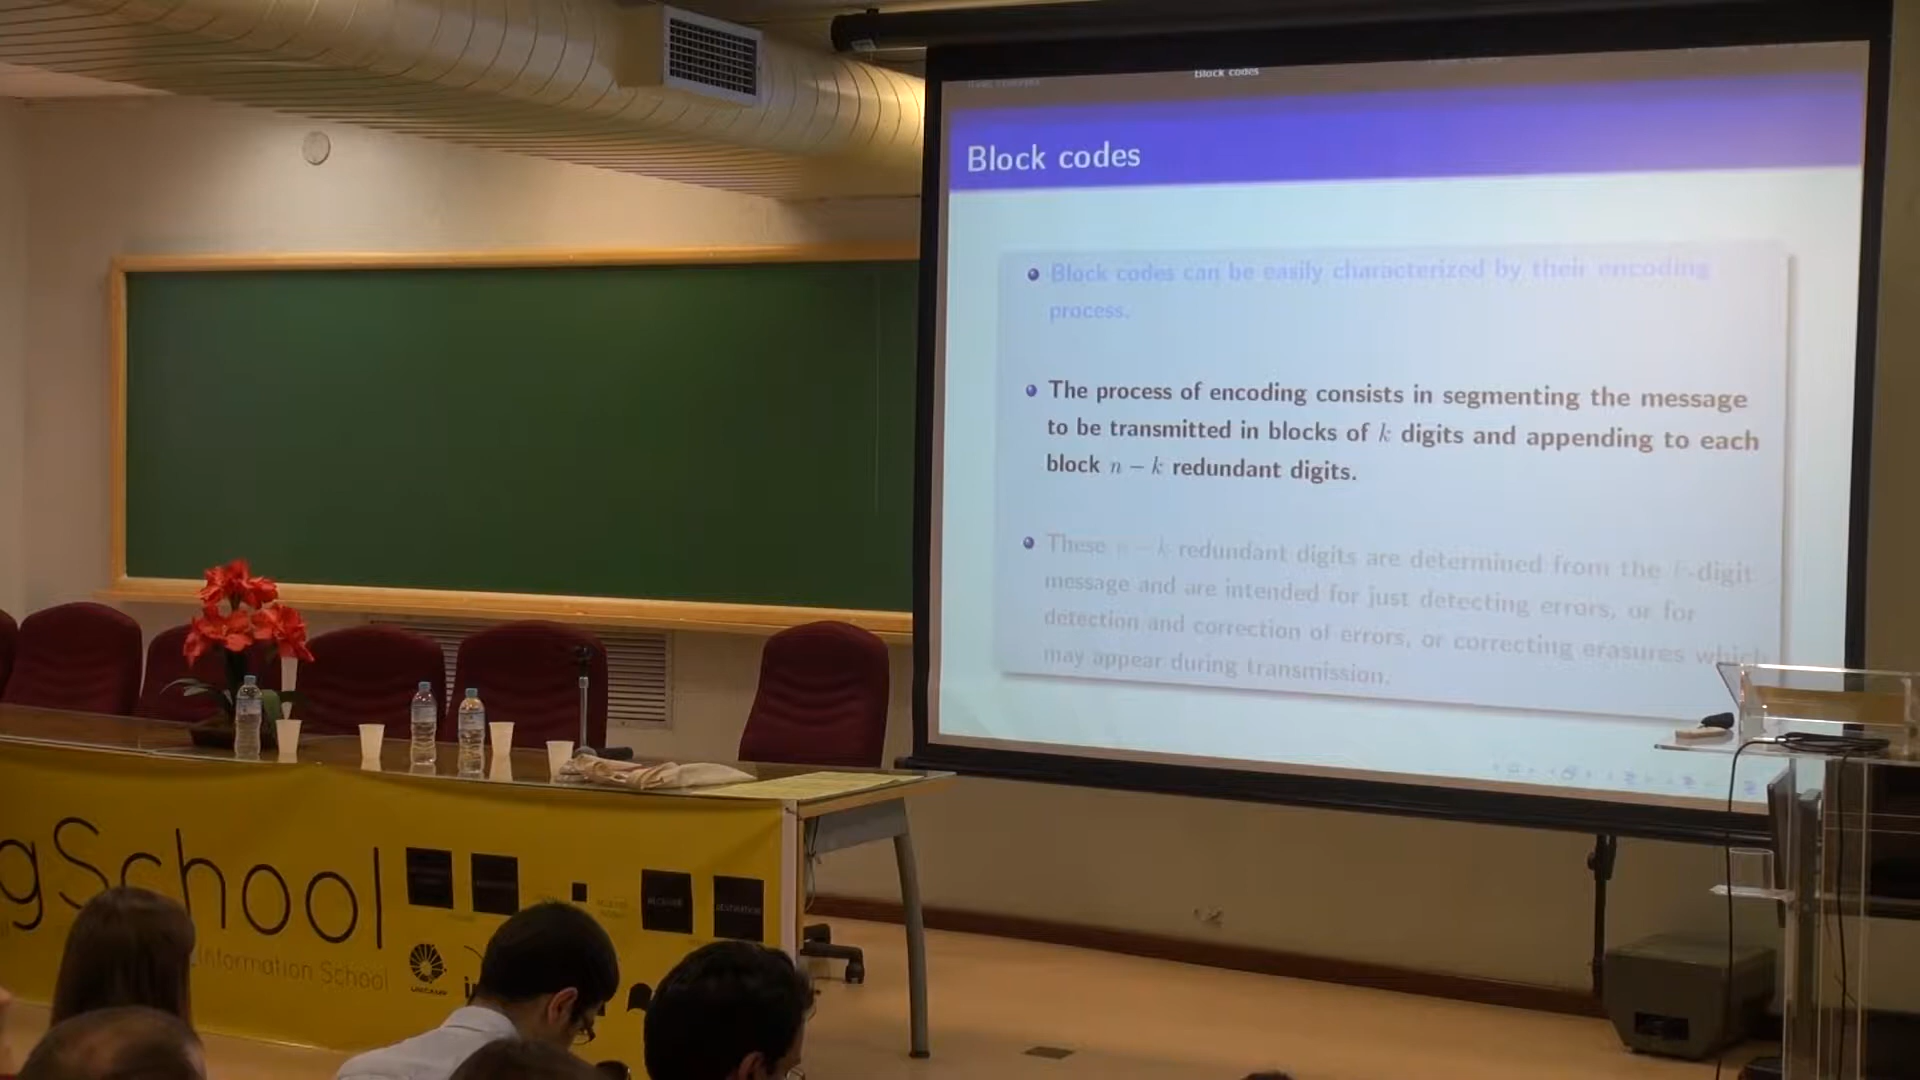 Block codes
Block codes
Block codes can be easily characterized by their encoding
process.
The process of encoding consists in segmenting the message
to be transmitted in blocks of k digits and appending to each
block n − k redundant digits.
These n − k redundant digits are determined from the k-digit
message and are intended for just detecting errors, or for
detection and correction of errors, or correcting erasures which
may appear during transmission.
gSchool
Information School
UNICAMP